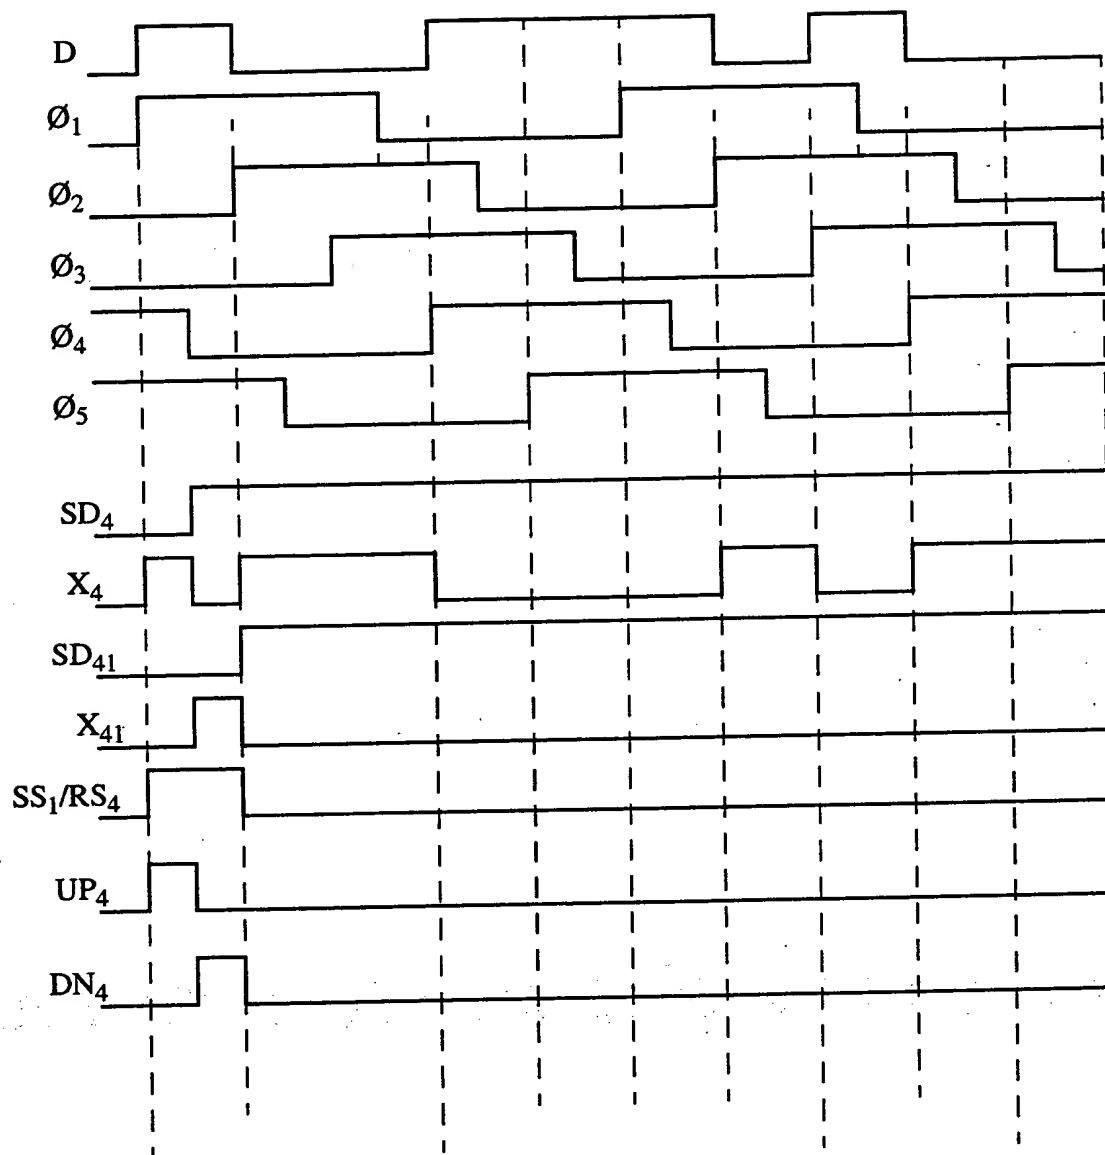 D
Ø₁
Ø₂
Ø₃
Ø₄
Ø₅
SD₄
X₄
SD₄₁
X₄₁
SS₁/RS₄
UP₄
DN₄